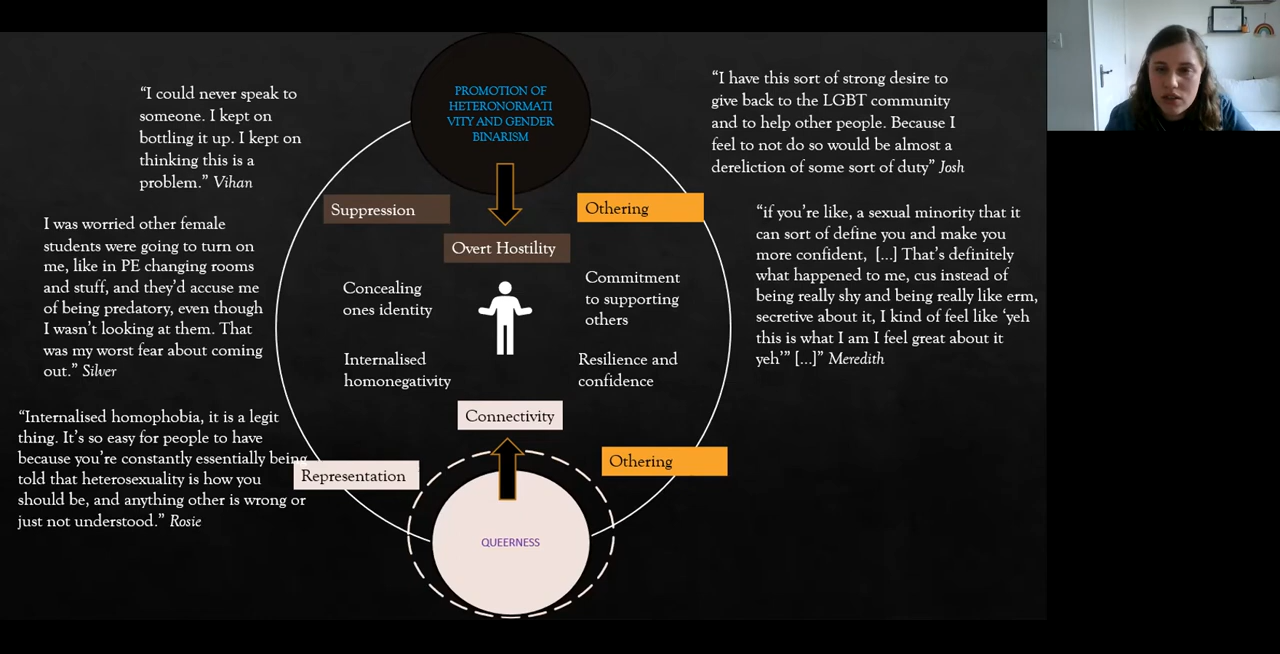 “I could never speak to
someone. I kept on
bottling it up. I kept on
thinking this is a
problem.” Vihan
I was worried other female
students were going to turn on
me, like in PE changing rooms
and stuff, and they’d accuse me
of being predatory, even though
I wasn’t looking at them. That
was my worst fear about coming
out.” Silver
“Internalised homophobia, it is a legit
thing. It’s so easy for people to have
because you’re constantly essentially being
told that heterosexuality is how you
should be, and anything other is wrong or
just not understood.” Rosie
PROMOTION OF
HETERONORMATI
VITY AND GENDER
BINARISM
Suppression
Othering
Overt Hostility
Concealing
ones identity
Commitment
to supporting
others
Internalised
homonegativity
Resilience and
confidence
Connectivity
Representation
Othering
QUEERNESS
“I have this sort of strong desire to
give back to the LGBT community
and to help other people. Because I
feel to not do so would be almost a
dereliction of some sort of duty” Josh
“if you’re like, a sexual minority that it
can sort of define you and make you
more confident, [...] That’s definitely
what happened to me, cus instead of
being really shy and being really like erm,
secretive about it, I kind of feel like ‘yeh
this is what I am I feel great about it
yeh’” [...]” Meredith